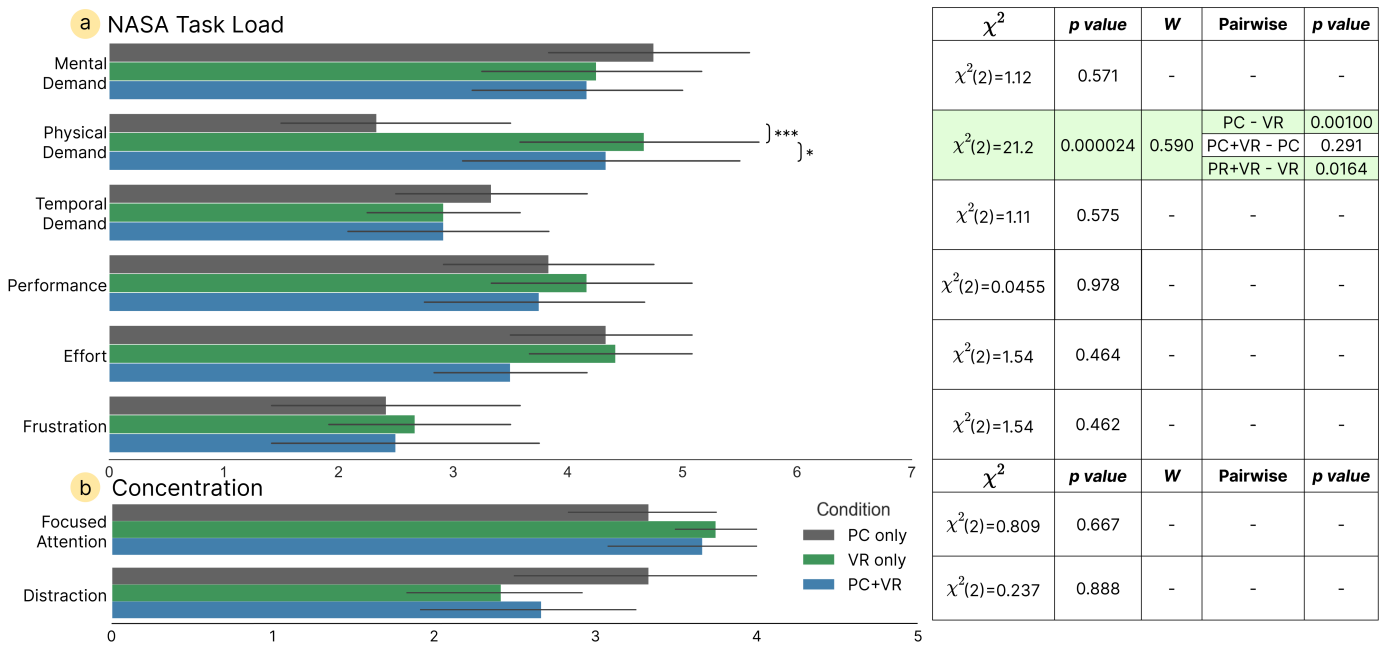 a NASA Task Load
Mental
Demand
Physical
Demand
***
*
Temporal
Demand
Performance
Effort
Frustration
0 1 2 3 4 5 6 7
b Concentration
Focused
Attention
Distraction
0 1 2 3 4 5
Condition
PC only
VR only
PC+VR
χ² p value W Pairwise p value
χ²(2)=1.12 0.571 - - -
χ²(2)=21.2 0.000024 0.590
PC - VR 0.00100
PC+VR - PC 0.291
PR+VR - VR 0.0164
χ²(2)=1.11 0.575 - - -
χ²(2)=0.0455 0.978 - - -
χ²(2)=1.54 0.464 - - -
χ²(2)=1.54 0.462 - - -
χ² p value W Pairwise p value
χ²(2)=0.809 0.667 - - -
χ²(2)=0.237 0.888 - - -